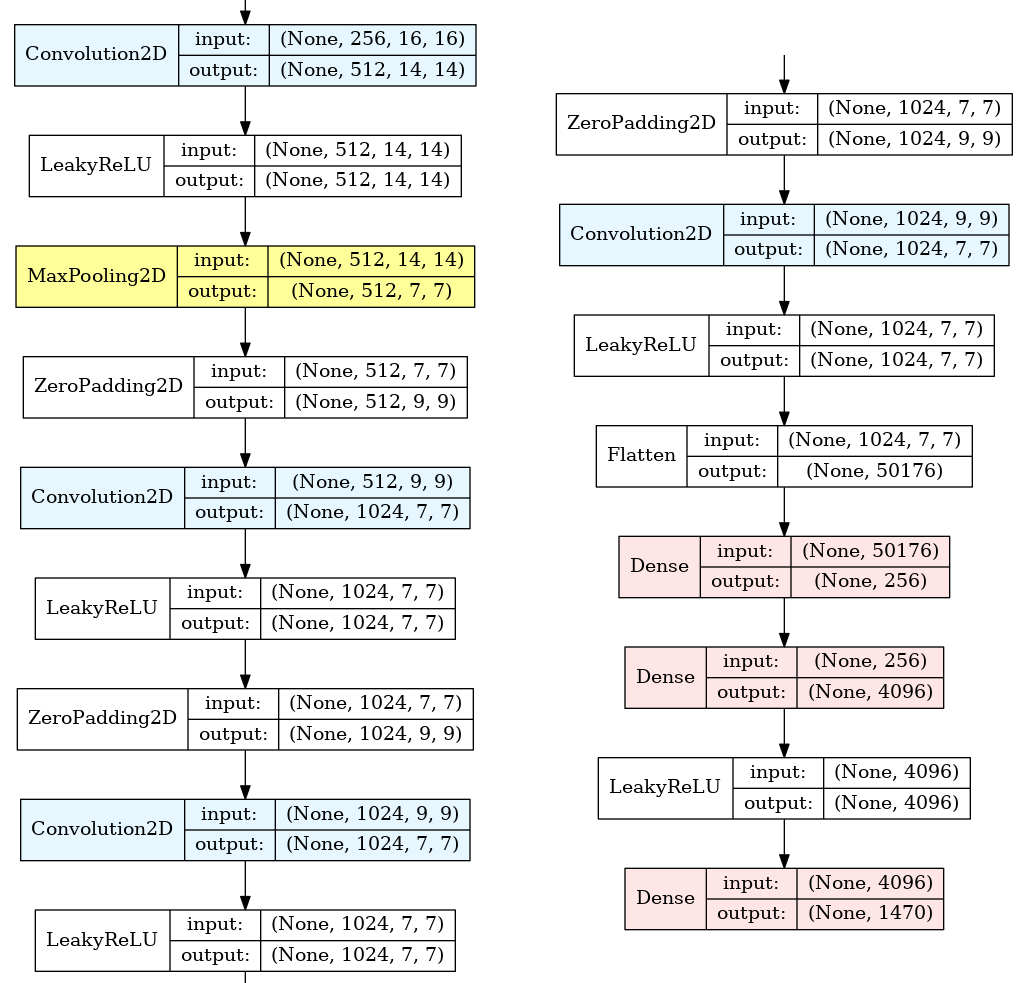 Convolution2D
input: (None, 256, 16, 16)
output: (None, 512, 14, 14)
LeakyReLU
input: (None, 512, 14, 14)
output: (None, 512, 14, 14)
MaxPooling2D
input: (None, 512, 14, 14)
output: (None, 512, 7, 7)
ZeroPadding2D
input: (None, 512, 7, 7)
output: (None, 512, 9, 9)
Convolution2D
input: (None, 512, 9, 9)
output: (None, 1024, 7, 7)
LeakyReLU
input: (None, 1024, 7, 7)
output: (None, 1024, 7, 7)
ZeroPadding2D
input: (None, 1024, 7, 7)
output: (None, 1024, 9, 9)
Convolution2D
input: (None, 1024, 9, 9)
output: (None, 1024, 7, 7)
LeakyReLU
input: (None, 1024, 7, 7)
output: (None, 1024, 7, 7)
ZeroPadding2D
input: (None, 1024, 7, 7)
output: (None, 1024, 9, 9)
Convolution2D
input: (None, 1024, 9, 9)
output: (None, 1024, 7, 7)
LeakyReLU
input: (None, 1024, 7, 7)
output: (None, 1024, 7, 7)
Flatten
input: (None, 1024, 7, 7)
output: (None, 50176)
Dense
input: (None, 50176)
output: (None, 256)
Dense
input: (None, 256)
output: (None, 4096)
LeakyReLU
input: (None, 4096)
output: (None, 4096)
Dense
input: (None, 4096)
output: (None, 1470)